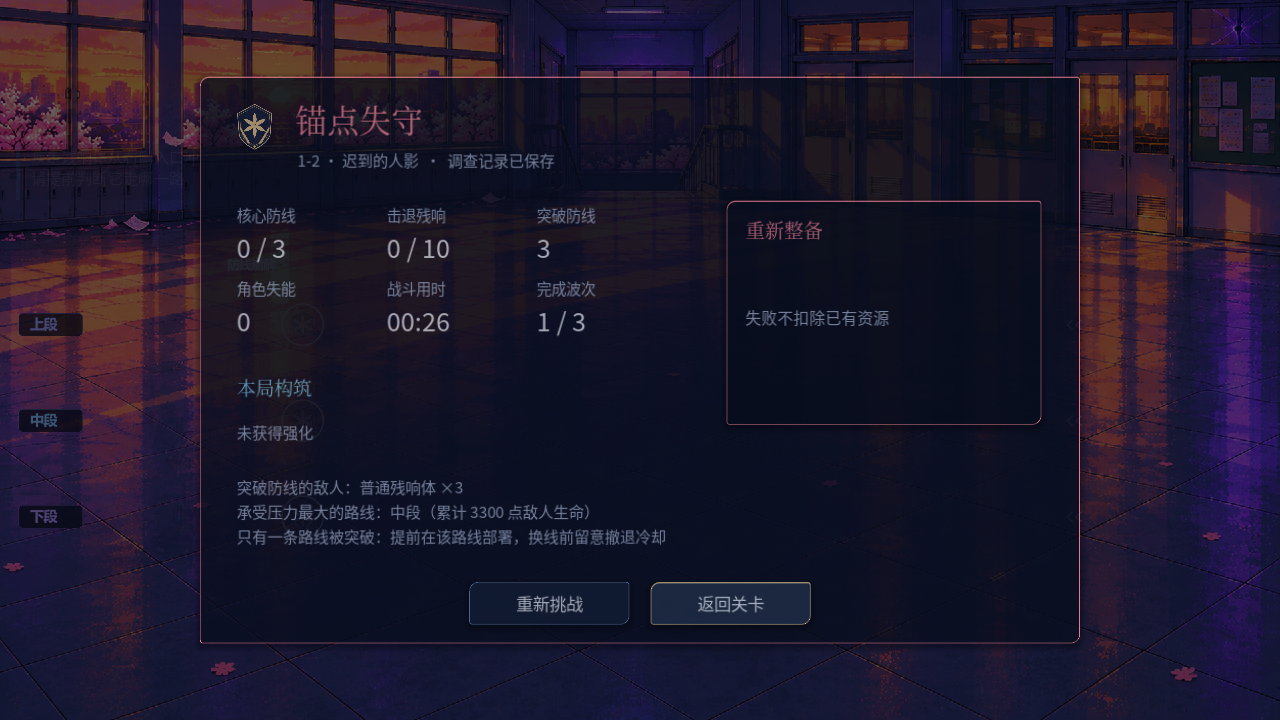 锚点失守
1-2 · 迟到的人影 · 调查记录已保存
核心防线 击退残响 突破防线
0 / 3 0 / 10 3
角色失能 战斗用时 完成波次
0 00:26 1 / 3
重新整备
失败不扣除已有资源
上段
中段
下段
本局构筑
未获得强化
突破防线的敌人：普通残响体 ×3
承受压力最大的路线：中段（累计 3300 点敌人生命）
只有一条路线被突破：提前在该路线部署，换线前留意撤退冷却
重新挑战 返回关卡